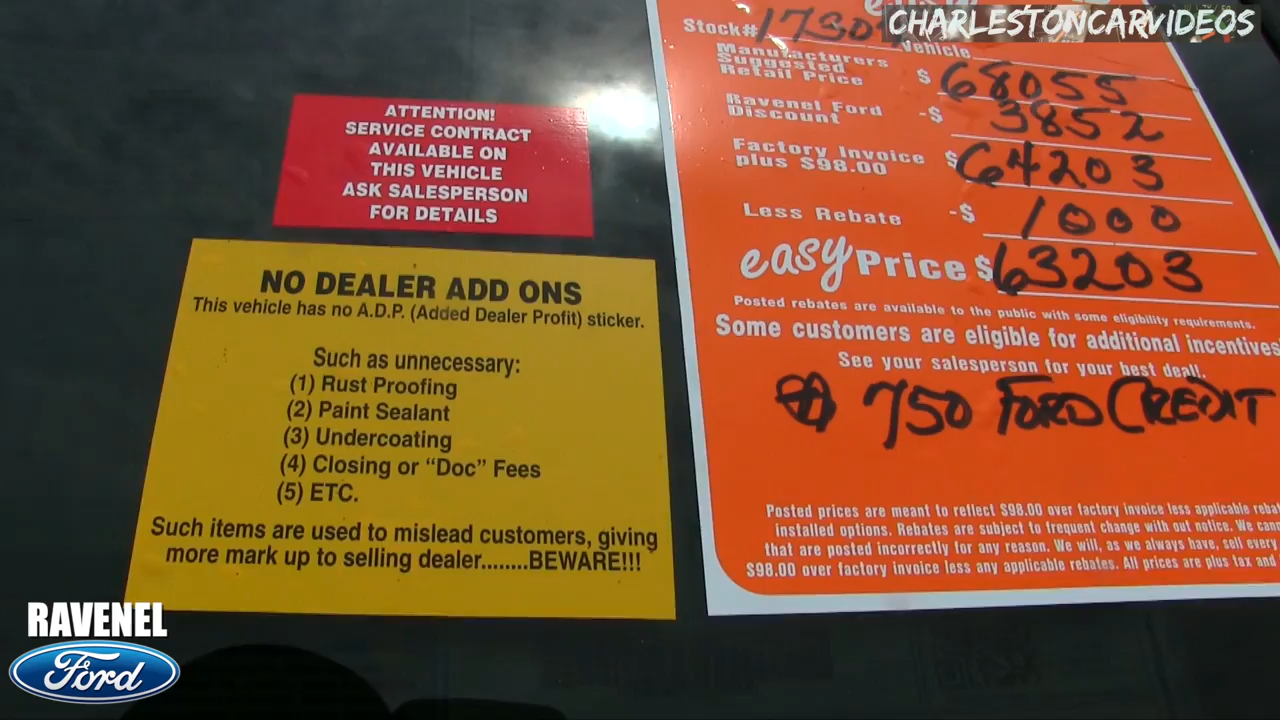 CHARLESTONCARVIDEOS
ATTENTION!
SERVICE CONTRACT
AVAILABLE ON
THIS VEHICLE
ASK SALESPERSON
FOR DETAILS
NO DEALER ADD ONS
This vehicle has no A.D.P. (Added Dealer Profit) sticker.
Such as unnecessary:
(1) Rust Proofing
(2) Paint Sealant
(3) Undercoating
(4) Closing or “Doc” Fees
(5) ETC.
Such items are used to mislead customers, giving
more mark up to selling dealer........BEWARE!!!
Stock# Vehicle
Manufacturers
Suggested
Retail Price $ 68055
Ravenel Ford
Discount -$ 3852
Factory Invoice
plus $98.00 $ 64203
Less Rebate -$ 1000
easy Price $ 63203
Posted rebates are available to the public with some eligibility requirements.
Some customers are eligible for additional incentives
See your salesperson for your best deal!.
750 FORD CREDIT
Posted prices are meant to reflect $98.00 over factory invoice less applicable
installed options. Rebates are subject to frequent change with out notice. We
that are posted incorrectly for any reason. We will, as we always have, sell every
$98.00 over factory invoice less any applicable rebates. All prices are plus tax and
RAVENEL
Ford